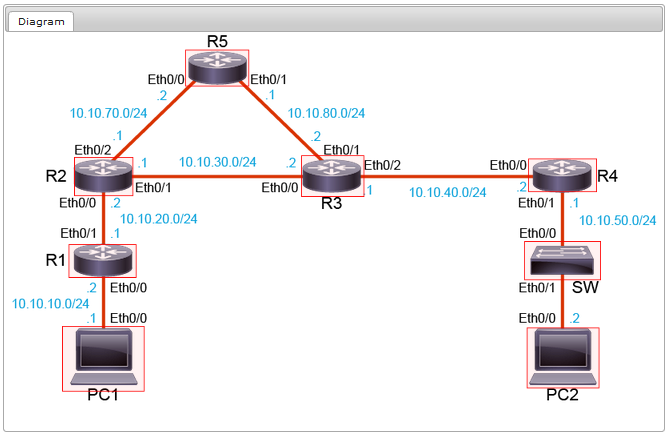 Diagram
R5
Eth0/0
Eth0/1
.2
.1
10.10.70.0/24
10.10.80.0/24
.1
.2
Eth0/2
Eth0/1
.1
10.10.30.0/24
.2
Eth0/2
Eth0/0
R2
R4
Eth0/1
Eth0/0
.1
10.10.40.0/24
.2
R3
Eth0/0
.2
Eth0/1
.1
10.10.20.0/24
10.10.50.0/24
Eth0/1
.1
Eth0/0
R1
.2
Eth0/0
SW
Eth0/1
10.10.10.0/24
.1
Eth0/0
Eth0/0
.2
PC1
PC2